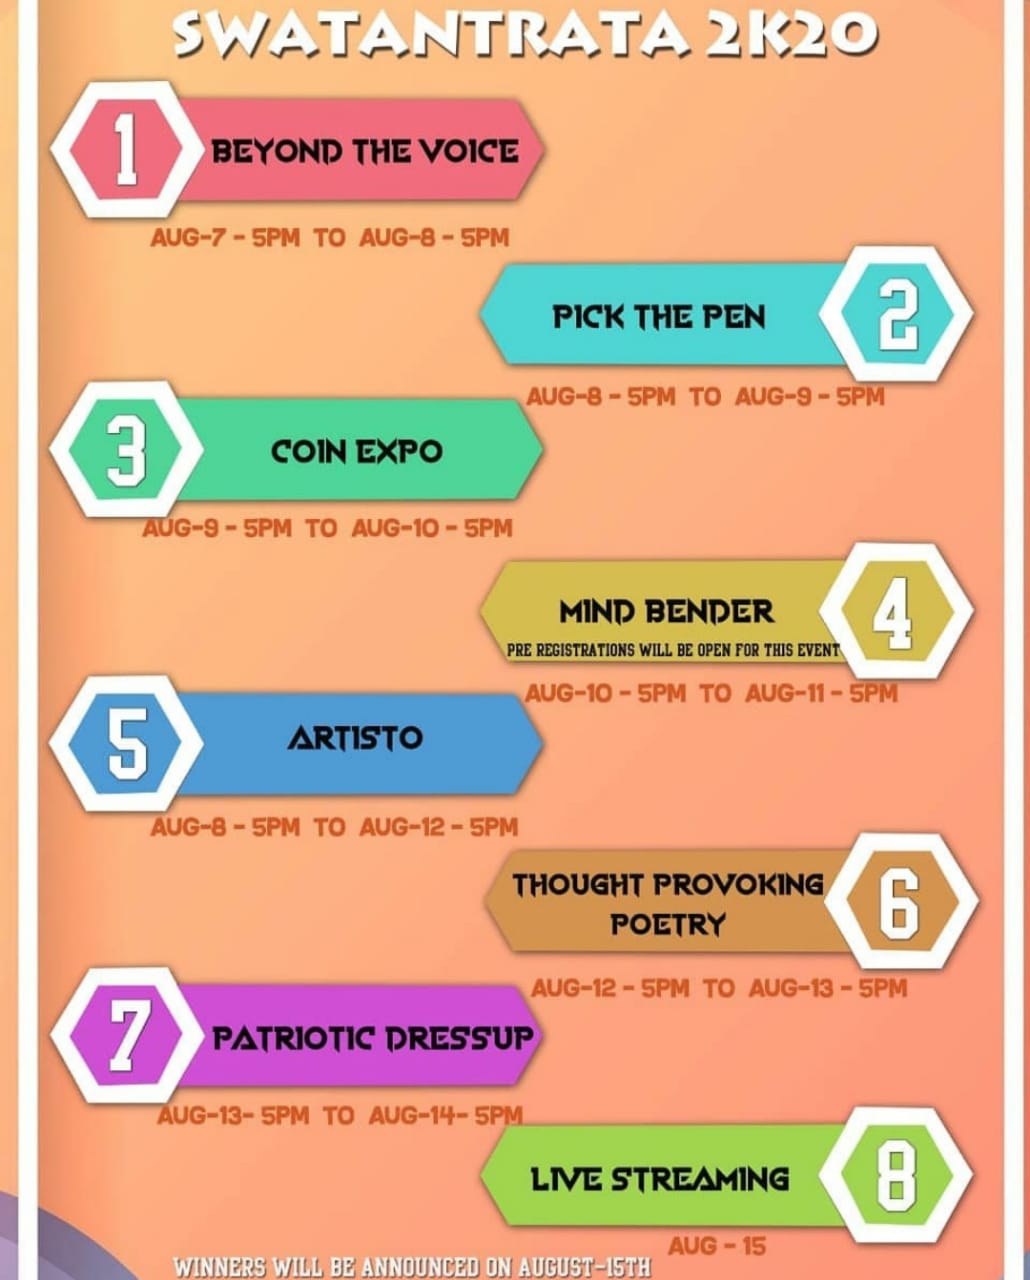 SWATANTRATA 2K20
1
BEYOND THE VOICE
AUG-7 - 5PM TO AUG-8 - 5PM
PICK THE PEN
2
AUG-8 - 5PM TO AUG-9 - 5PM
3
COIN EXPO
AUG-9 - 5PM TO AUG-10 - 5PM
MIND BENDER
4
PRE REGISTRATIONS WILL BE OPEN FOR THIS EVENT
AUG-10 - 5PM TO AUG-11 - 5PM
5
ARTISTO
AUG-8 - 5PM TO AUG-12 - 5PM
THOUGHT PROVOKING
POETRY
6
AUG-12 - 5PM TO AUG-13 - 5PM
7
PATRIOTIC DRESSUP
AUG-13- 5PM TO AUG-14- 5PM
LIVE STREAMING
8
AUG - 15
WINNERS WILL BE ANNOUNCED ON AUGUST-15TH